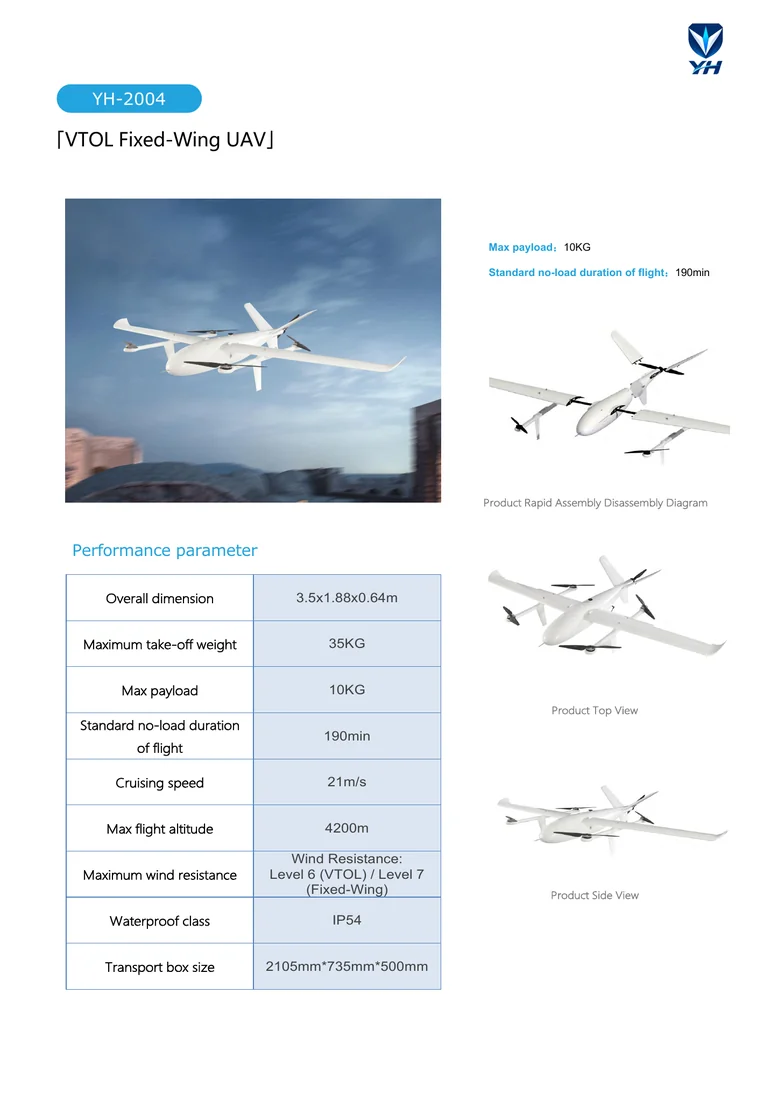 YH
YH-2004
｢VTOL Fixed-Wing UAV｣
Max payload：10KG
Standard no-load duration of flight：190min
Product Rapid Assembly Disassembly Diagram
Performance parameter
Overall dimension 3.5x1.88x0.64m
Maximum take-off weight 35KG
Max payload 10KG
Standard no-load duration
of flight
190min
Cruising speed 21m/s
Max flight altitude 4200m
Maximum wind resistance
Wind Resistance:
Level 6 (VTOL) / Level 7
(Fixed-Wing)
Waterproof class IP54
Transport box size 2105mm*735mm*500mm
Product Top View
Product Side View